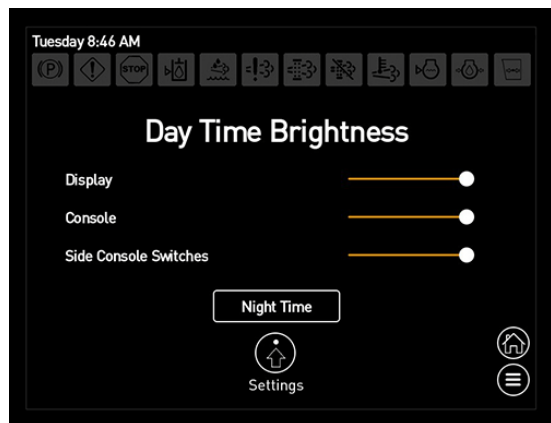 Tuesday 8:46 AM
(P) STOP
Day Time Brightness
Display
Console
Side Console Switches
Night Time
Settings